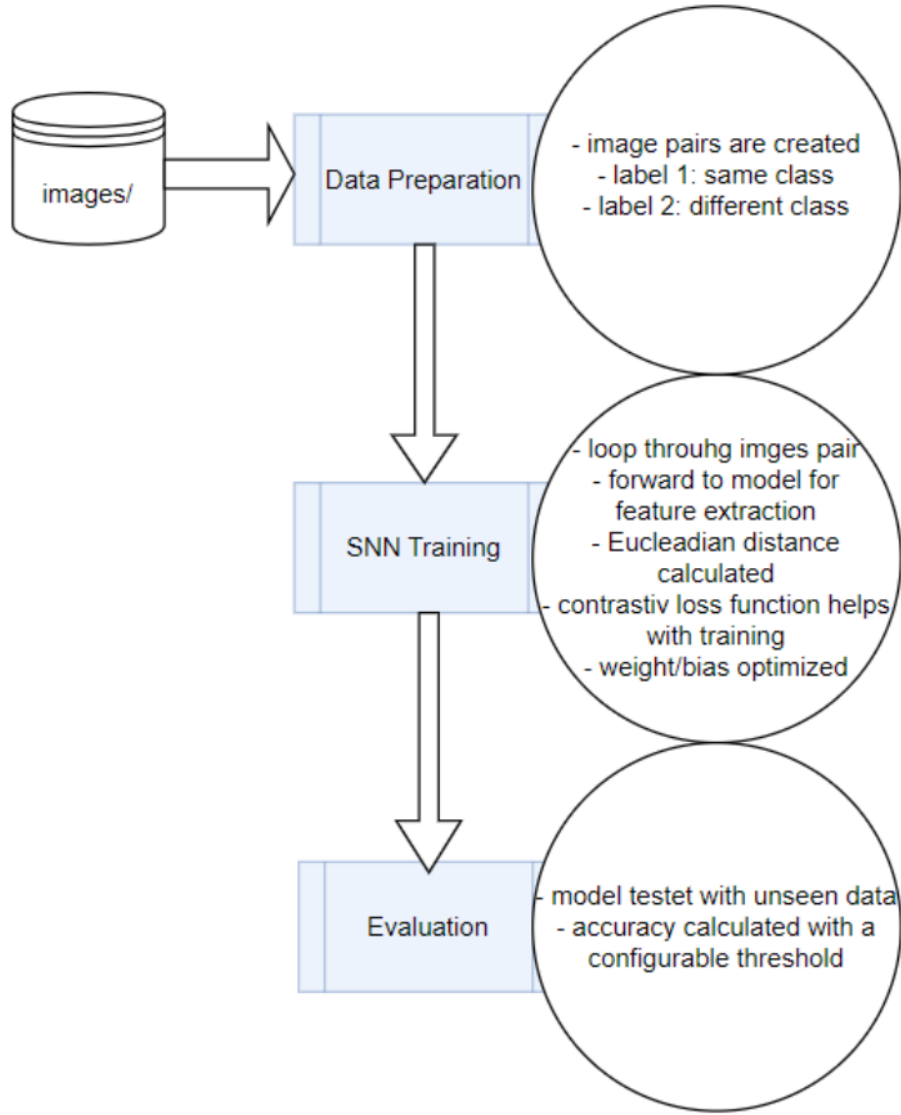 images/
Data Preparation
- image pairs are created
- label 1: same class
- label 2: different class
SNN Training
- loop throuhg imges pair
- forward to model for
feature extraction
- Eucleadian distance
calculated
- contrastiv loss function helps
with training
- weight/bias optimized
Evaluation
- model testet with unseen data
- accuracy calculated with a
configurable threshold